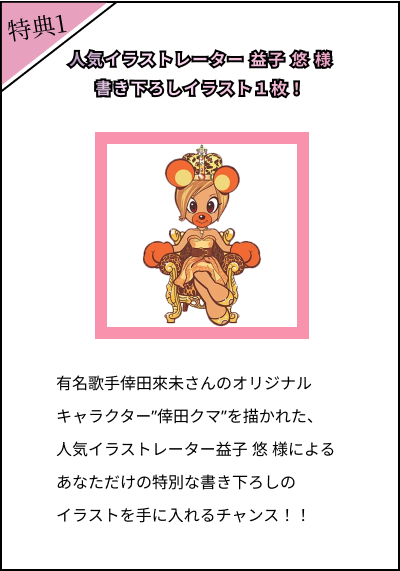 特典1
人気イラストレーター 益子 悠 様
書き下ろしイラスト１枚！
有名歌手倖田來未さんのオリジナル
キャラクター”倖田クマ”を描かれた、
人気イラストレーター益子 悠 様による
あなただけの特別な書き下ろしの
イラストを手に入れるチャンス！！